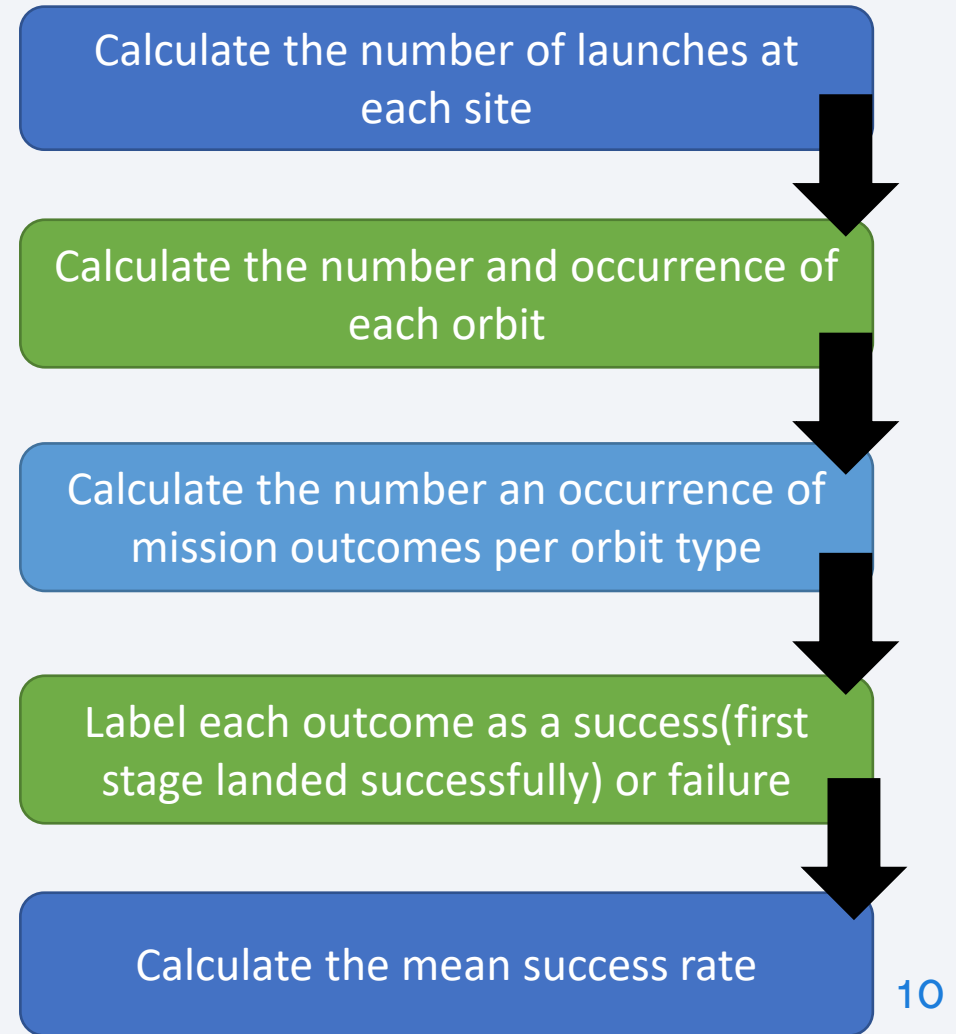 Calculate the number of launches at
each site
Calculate the number and occurrence of
each orbit
Calculate the number an occurrence of
mission outcomes per orbit type
Label each outcome as a success(first
stage landed successfully) or failure
Calculate the mean success rate
10